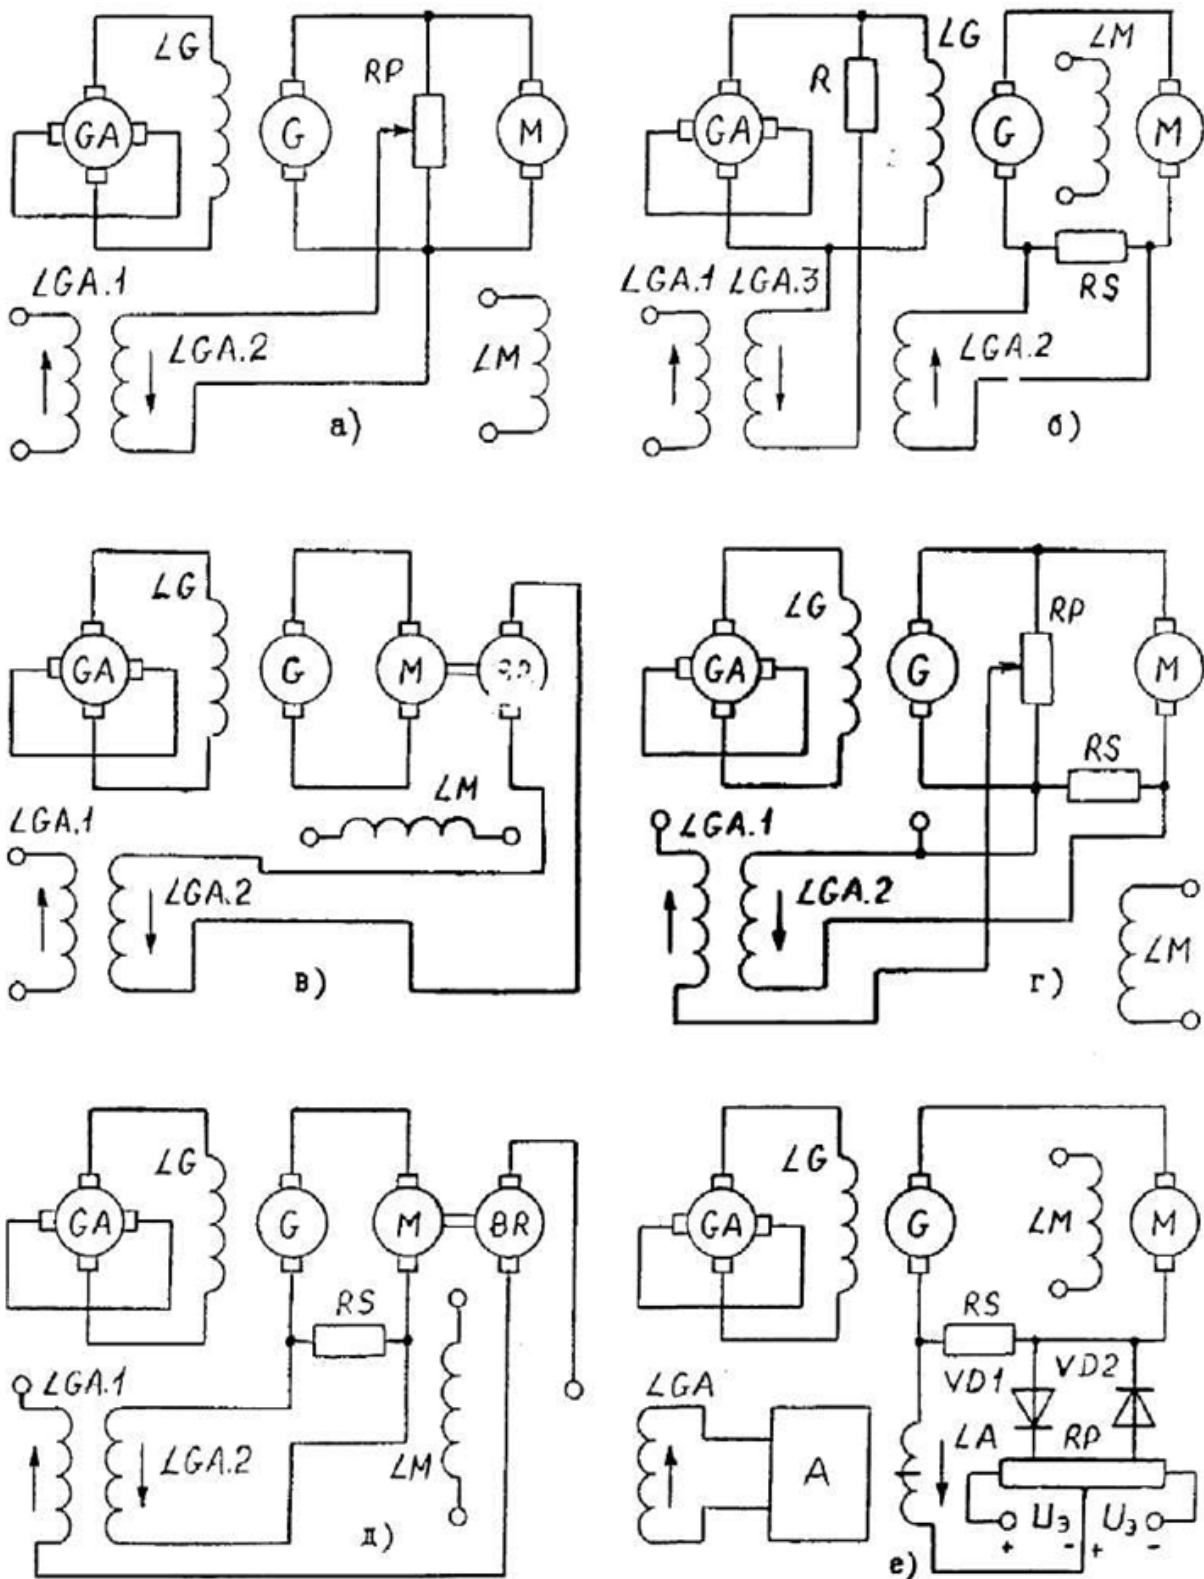 LG
RP
GA
G
M
LGA.1
LGA.2
LM
а)
LG
LM
R
GA
G
M
RS
LGA.1
LGA.3
LGA.2
б)
LG
GA
G
M
LM
LGA.1
LGA.2
в)
LG
RP
GA
G
M
RS
LGA.1
LGA.2
LM
г)
LG
GA
G
M
BR
RS
LGA.1
LGA.2
LM
д)
LG
LM
GA
G
M
RS
VD1
VD2
LGA
LA
RP
A
Uэ
Uэ
+ - + -
е)